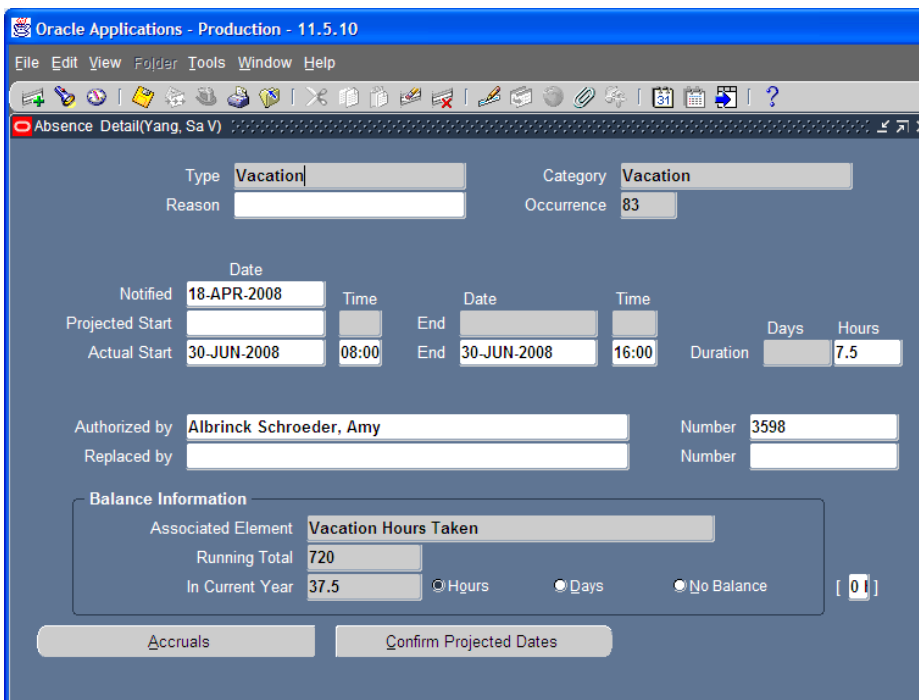 Oracle Applications - Production - 11.5.10
File Edit View Folder Tools Window Help
31
?
Absence Detail(Yang, Sa V)
Type Vacation Category Vacation
Reason Occurrence 83
Date
Notified 18-APR-2008 Time Date Time
Projected Start End Days Hours
Actual Start 30-JUN-2008 08:00 End 30-JUN-2008 16:00 Duration 7.5
Authorized by Albrinck Schroeder, Amy Number 3598
Replaced by Number
Balance Information
Associated Element Vacation Hours Taken
Running Total 720
In Current Year 37.5 Hours Days No Balance [ 0 ]
Accruals Confirm Projected Dates